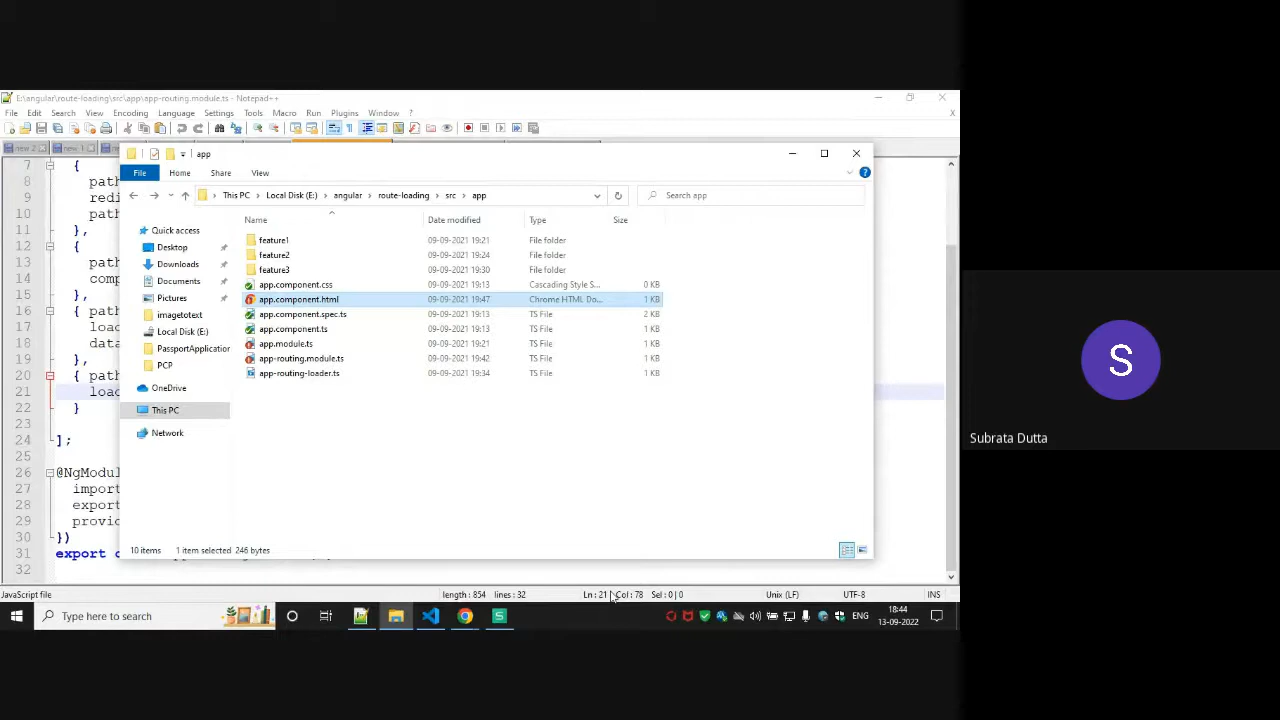 E:\angular\route-loading\src\app\app-routing.module.ts - Notepad++
File Edit Search View Encoding Language Settings Tools Macro Run Plugins Window
X
new 2 new 1
app
File Home Share View
This PC Local Disk (E:) angular route-loading src app
Search app
Name Date modified Type Size
Quick access
Desktop
Downloads
Documents
Pictures
imagetotext
Local Disk (E:)
PassportApplication
PCP
OneDrive
This PC
Network
feature1 09-09-2021 19:21 File folder
feature2 09-09-2021 19:24 File folder
feature3 09-09-2021 19:30 File folder
app.component.css 09-09-2021 19:13 Cascading Style S... 0 KB
app.component.html 09-09-2021 19:47 Chrome HTML Do... 1 KB
app.component.spec.ts 09-09-2021 19:13 TS File 2 KB
app.component.ts 09-09-2021 19:13 TS File 1 KB
app.module.ts 09-09-2021 19:21 TS File 1 KB
app-routing.module.ts 09-09-2021 19:42 TS File 1 KB
app-routing-loader.ts 09-09-2021 19:34 TS File 1 KB
10 items 1 item selected 246 bytes
7 {
8 path
9 redi
10 path
11 },
12 {
13 path
14 comp
15 },
16 { path
17 load
18 data
19 },
20 { path
21 load
22 }
23
24 ];
25
26 @NgModul
27 import
28 export
29 provid
30 })
31 export c
32
JavaScript file length : 854 lines : 32 Ln : 21 Col : 78 Sel : 0 | 0 Unix (LF) UTF-8 INS
Type here to search
ENG
18:44
13-09-2022
S
Subrata Dutta